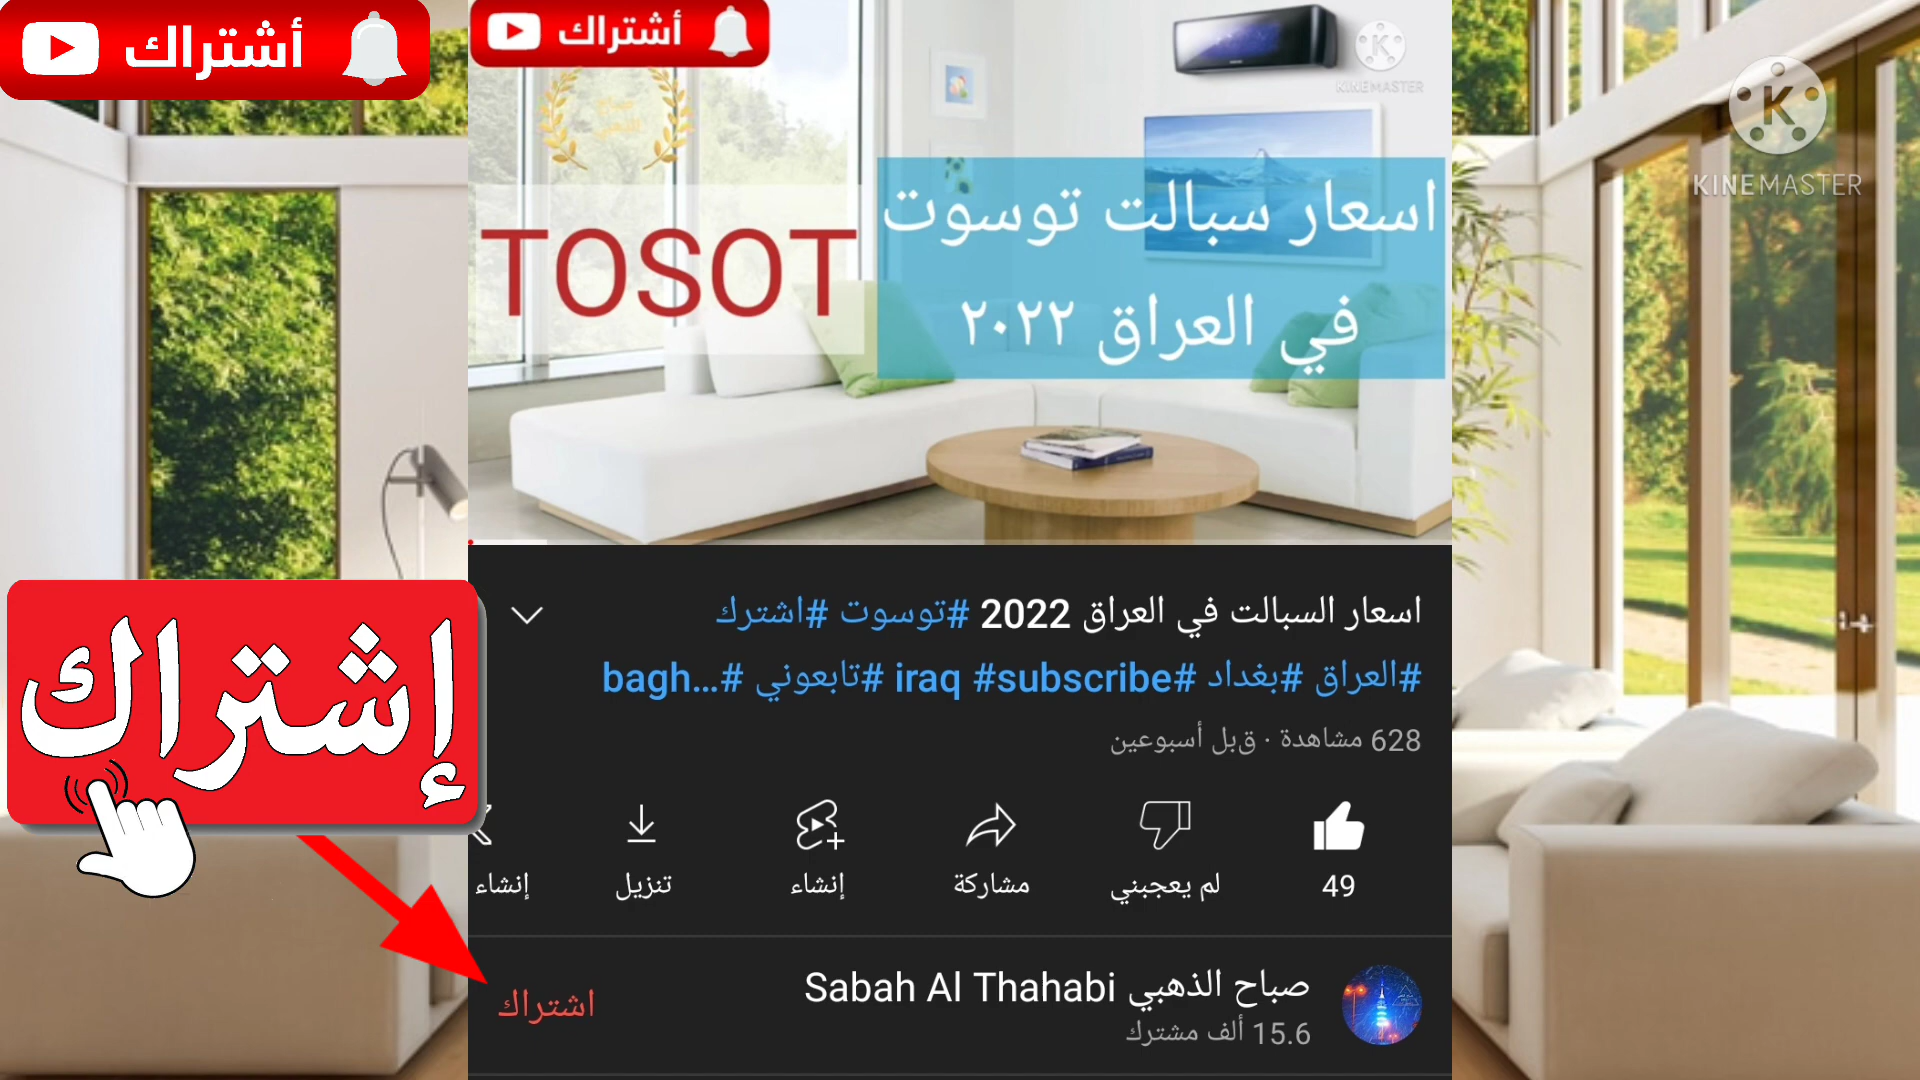 أشتراك
أشتراك
KINEMASTER
KINEMASTER
صباح
الذهبي
TOSOT
اسعار سبالت توسوت
في العراق ٢٠٢٢
إشتراك
اسعار السبالت في العراق 2022 #توسوت #اشترك
#العراق #بغداد #iraq #subscribe #تابعوني #bagh...
628 مشاهدة · قبل أسبوعين
49
لم يعجبني
مشاركة
إنشاء
تنزيل
إنشاء
صباح الذهبي Sabah Al Thahabi
15.6 ألف مشترك
اشتراك